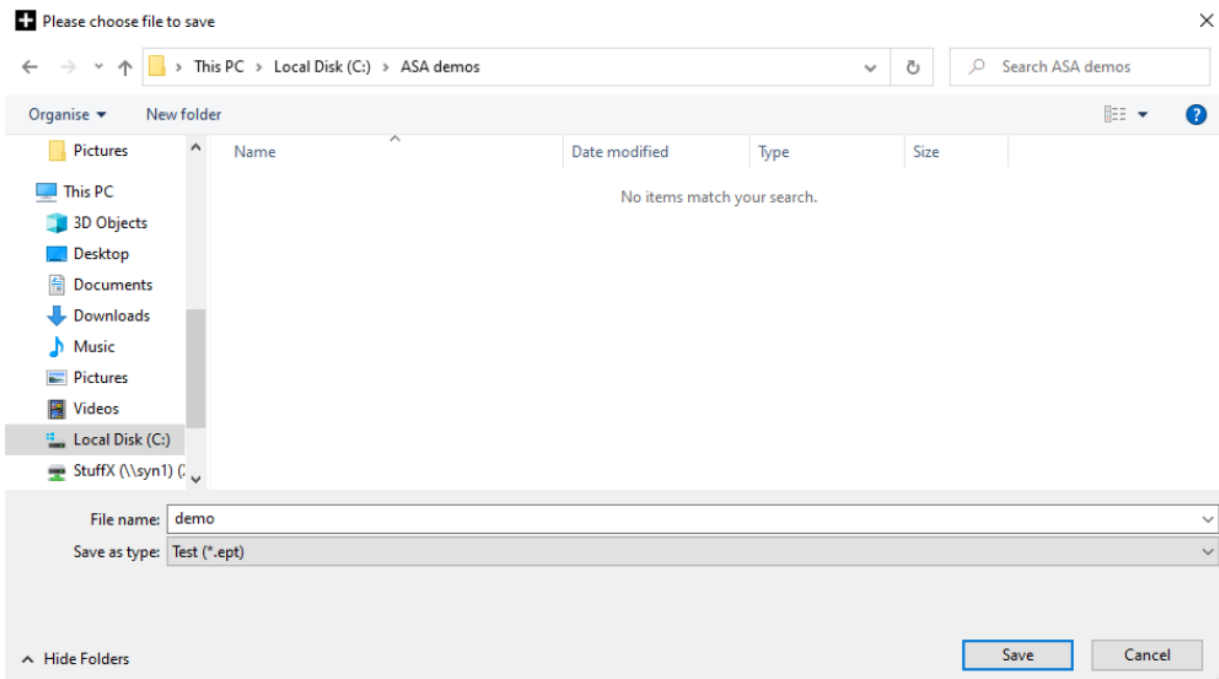 Please choose file to save
This PC > Local Disk (C:) > ASA demos
Search ASA demos
Organise
New folder
Name
Date modified
Type
Size
No items match your search.
Pictures
This PC
3D Objects
Desktop
Documents
Downloads
Music
Pictures
Videos
Local Disk (C:)
StuffX (\\syn1) (
File name: demo
Save as type: Test (*.ept)
Hide Folders
Save
Cancel